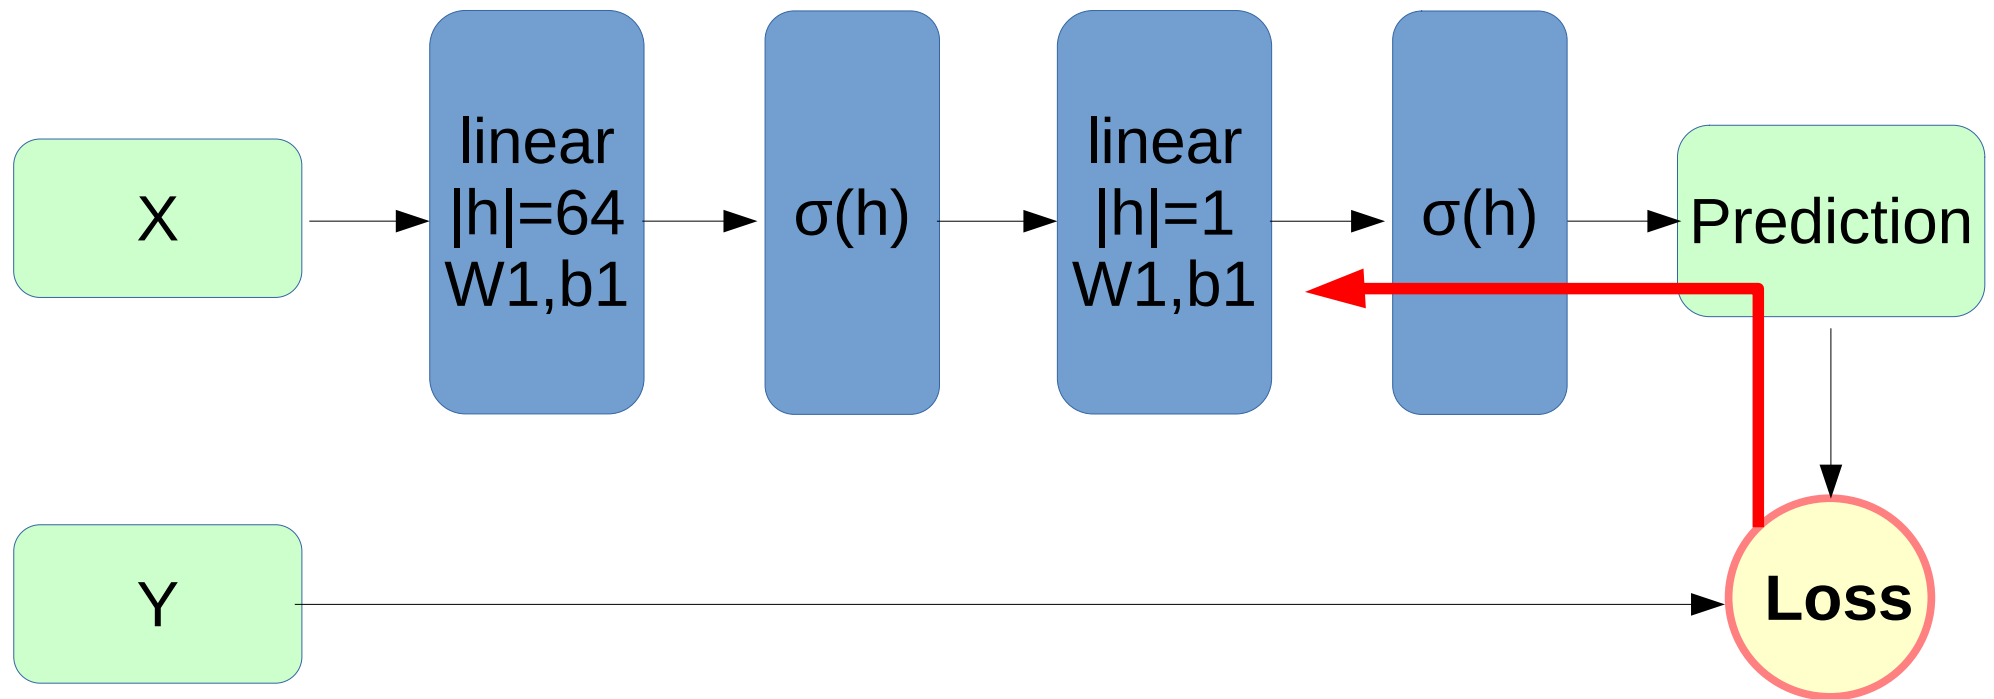 X
linear
|h|=64
W1,b1
σ(h)
linear
|h|=1
W1,b1
σ(h)
Prediction
Y
Loss